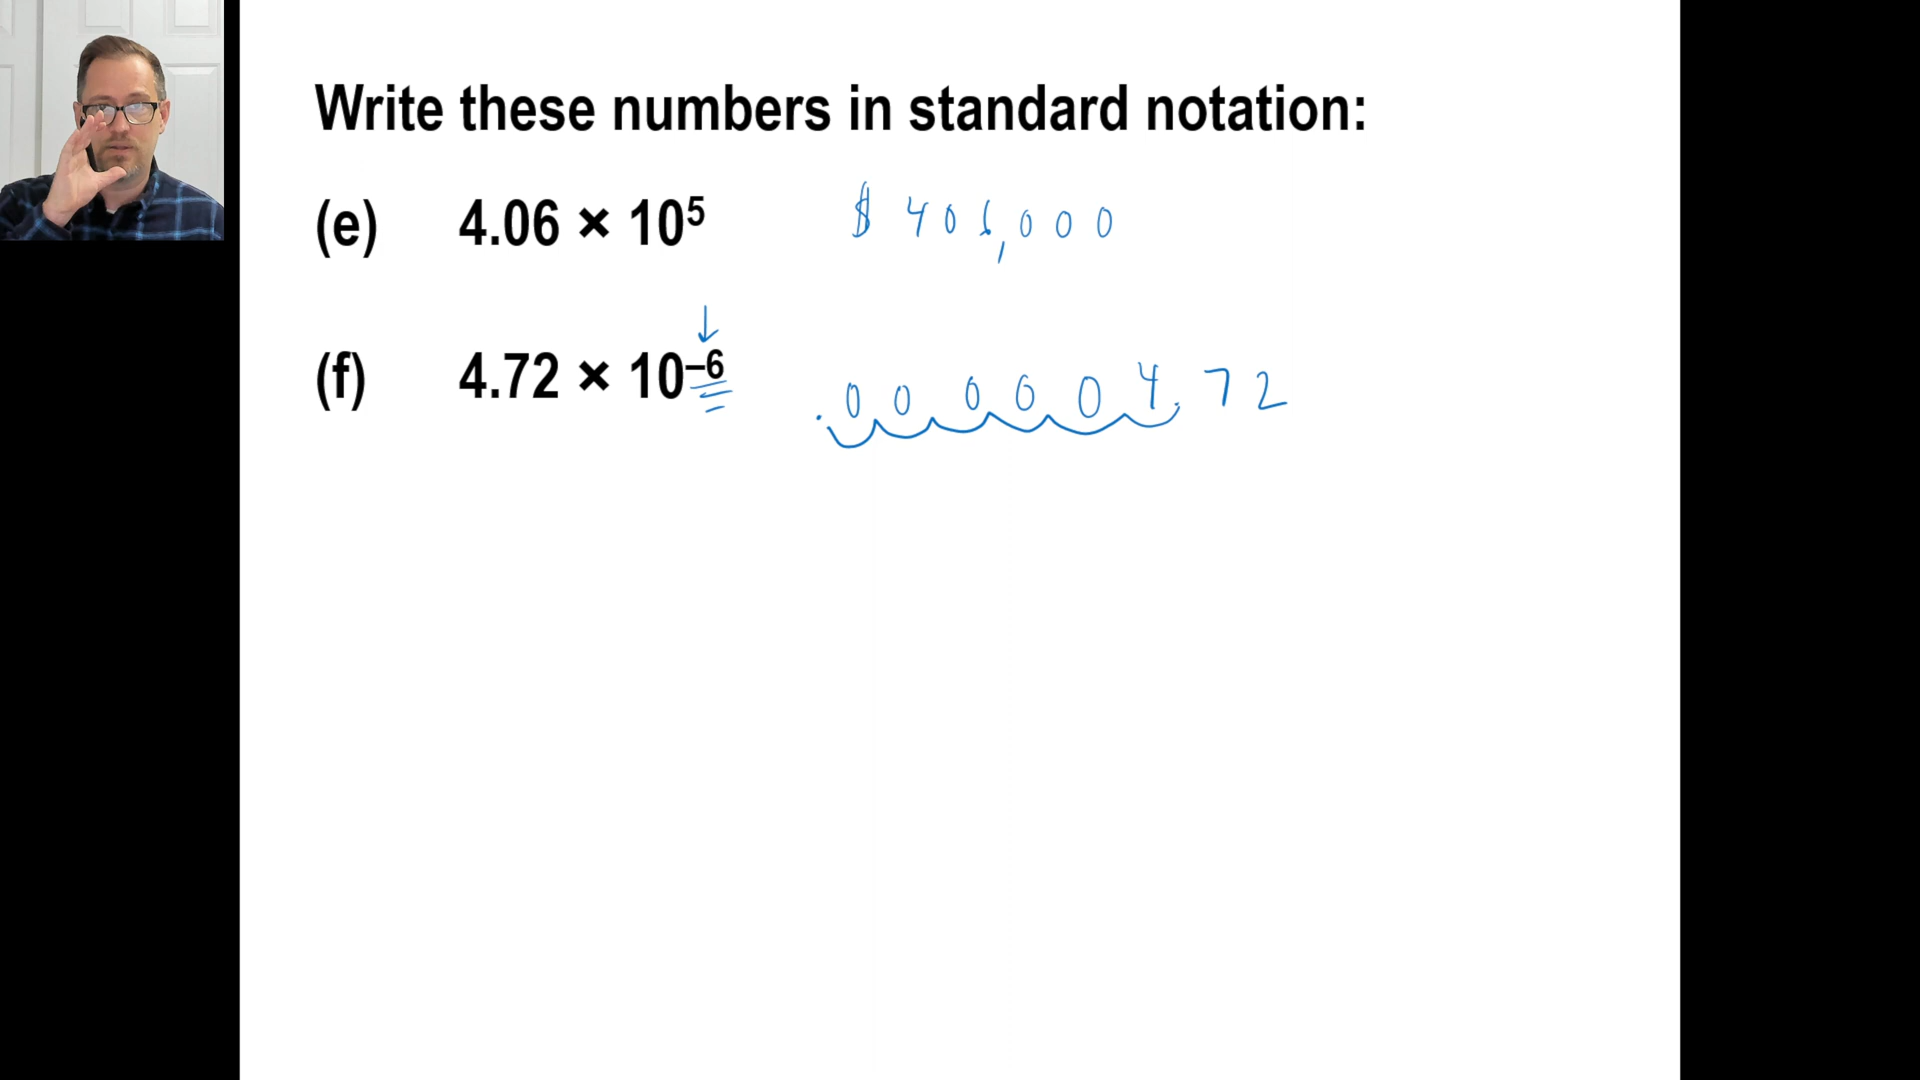 Write these numbers in standard notation:
(e) 4.06 × 10⁵ $ 406,000
(f) 4.72 × 10⁻⁶ .000004.72